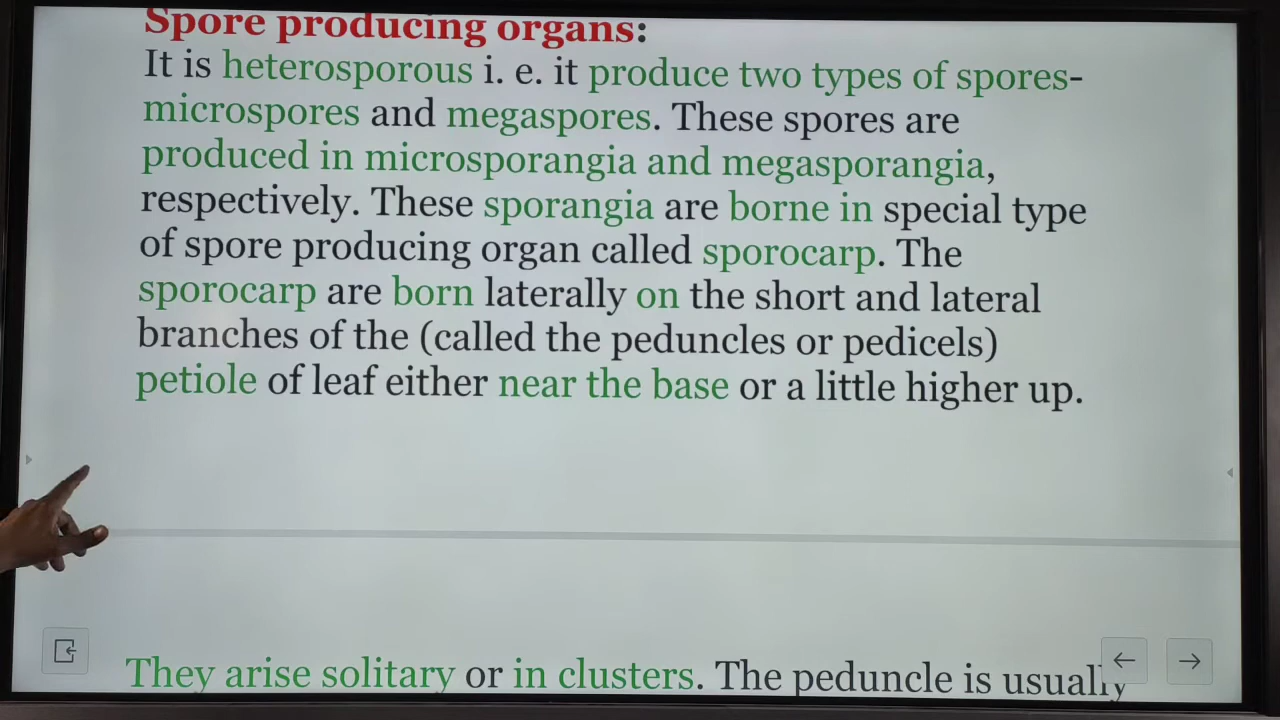 Spore producing organs:
It is heterosporous i. e. it produce two types of spores-
microspores and megaspores. These spores are
produced in microsporangia and megasporangia,
respectively. These sporangia are borne in special type
of spore producing organ called sporocarp. The
sporocarp are born laterally on the short and lateral
branches of the (called the peduncles or pedicels)
petiole of leaf either near the base or a little higher up.
They arise solitary or in clusters. The peduncle is usually